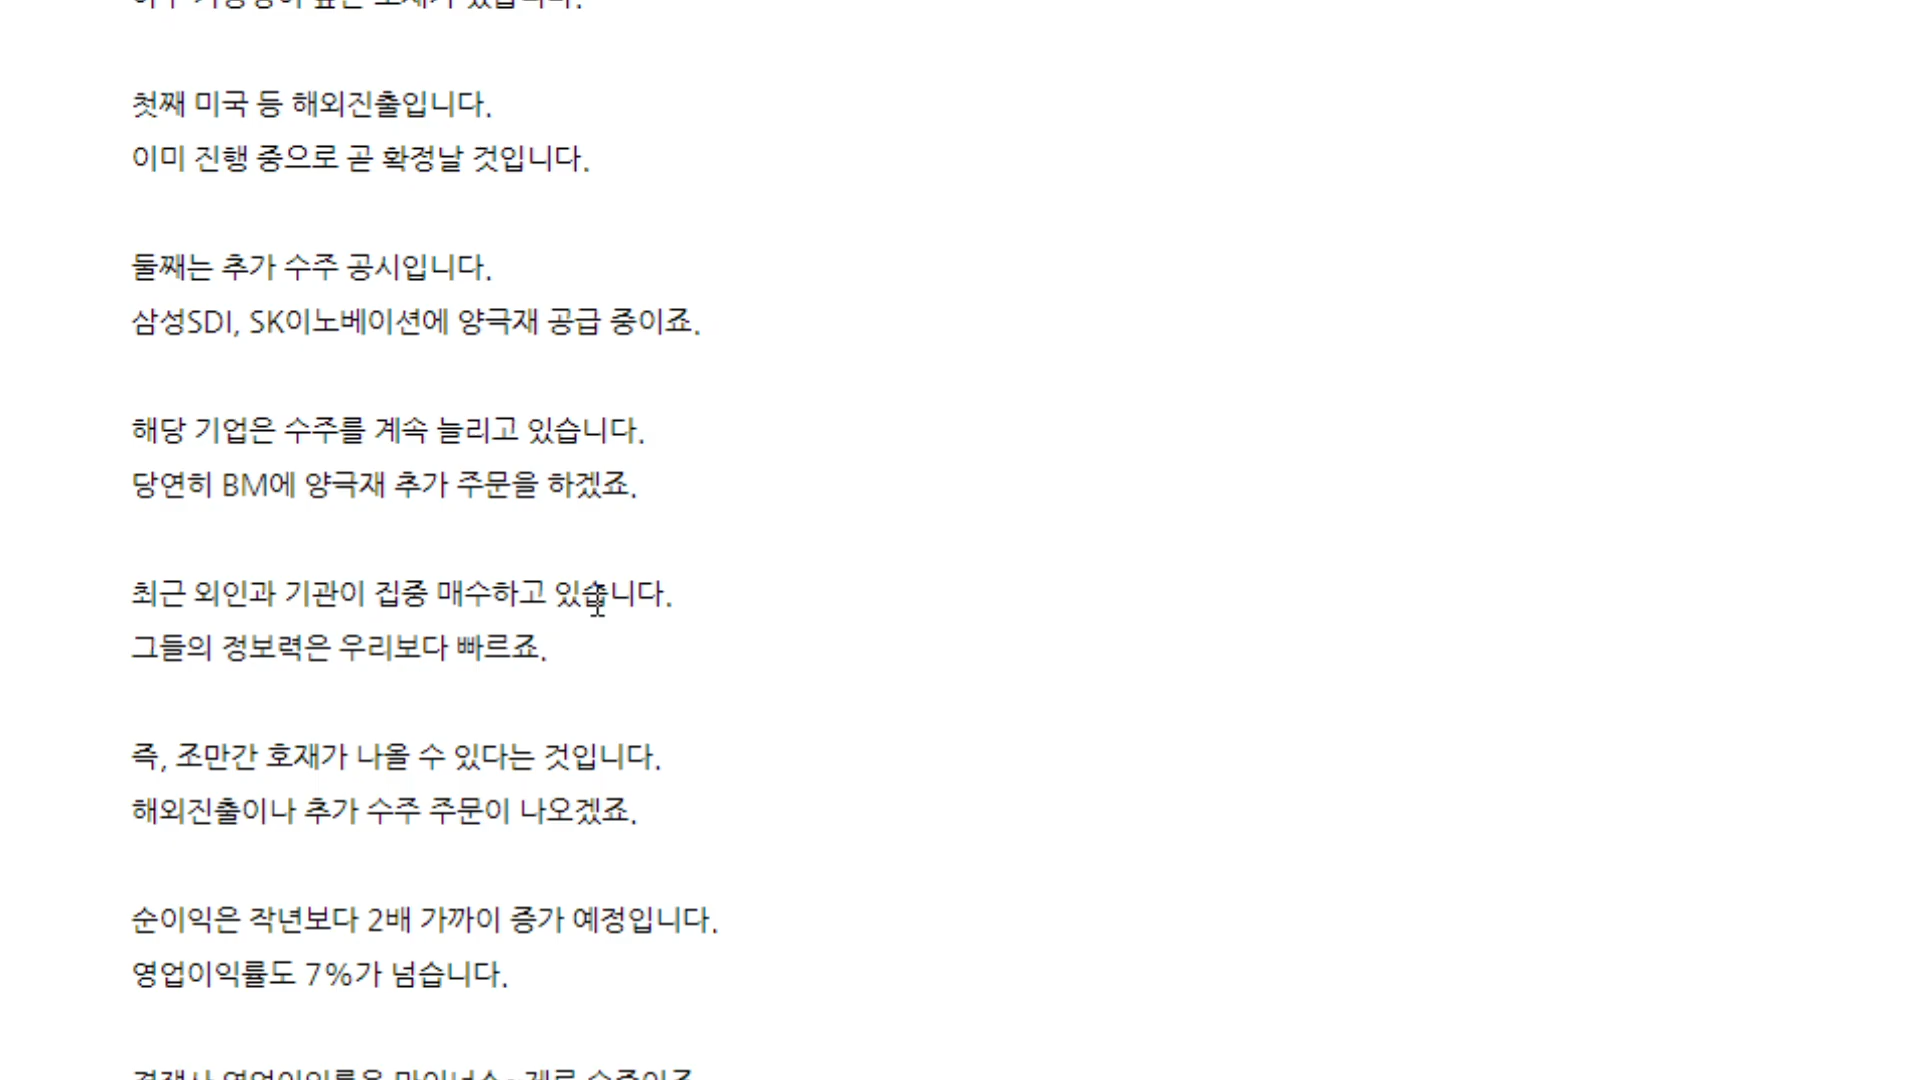 첫째 미국 등 해외진출입니다.
이미 진행 중으로 곧 확정날 것입니다.
둘째는 추가 수주 공시입니다.
삼성SDI, SK이노베이션에 양극재 공급 중이죠.
해당 기업은 수주를 계속 늘리고 있습니다.
당연히 BM에 양극재 추가 주문을 하겠죠.
최근 외인과 기관이 집중 매수하고 있습니다.
그들의 정보력은 우리보다 빠르죠.
즉, 조만간 호재가 나올 수 있다는 것입니다.
해외진출이나 추가 수주 주문이 나오겠죠.
순이익은 작년보다 2배 가까이 증가 예정입니다.
영업이익률도 7%가 넘습니다.